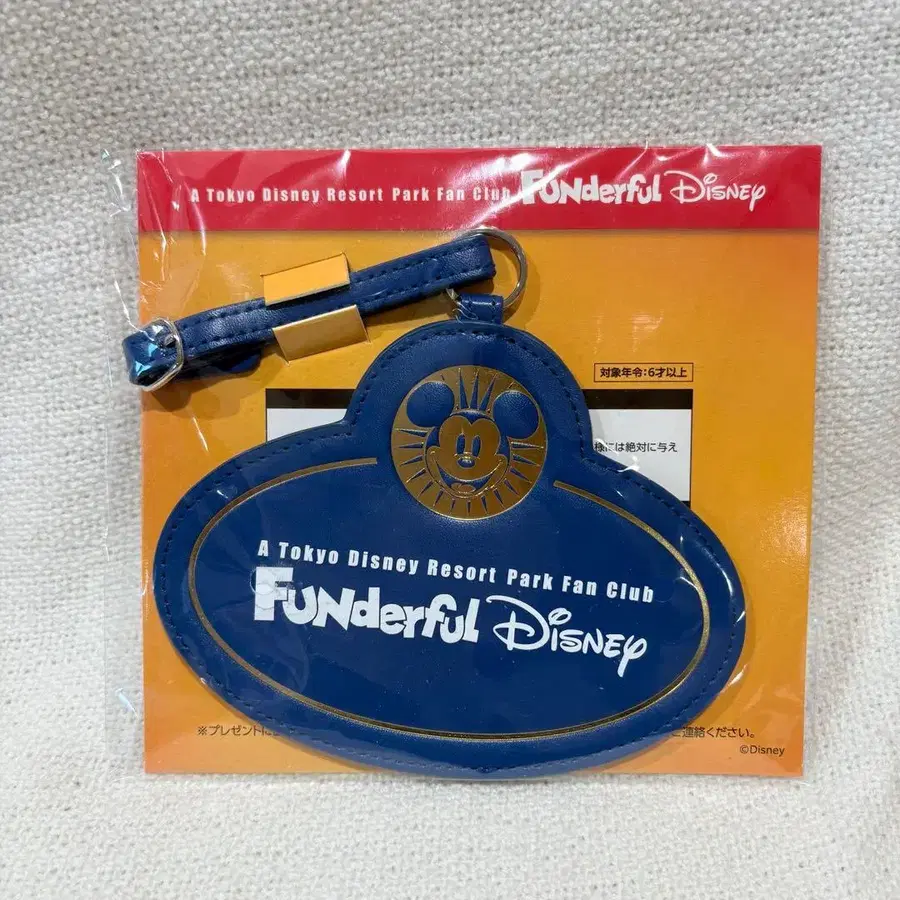 A Tokyo Disney Resort Park Fan Club FUNderful Disney
対象年令:6才以上
様には絶対に与え
A Tokyo Disney Resort Park Fan Club
FUNderful Disney
※プレゼントに ご連絡ください。
©Disney